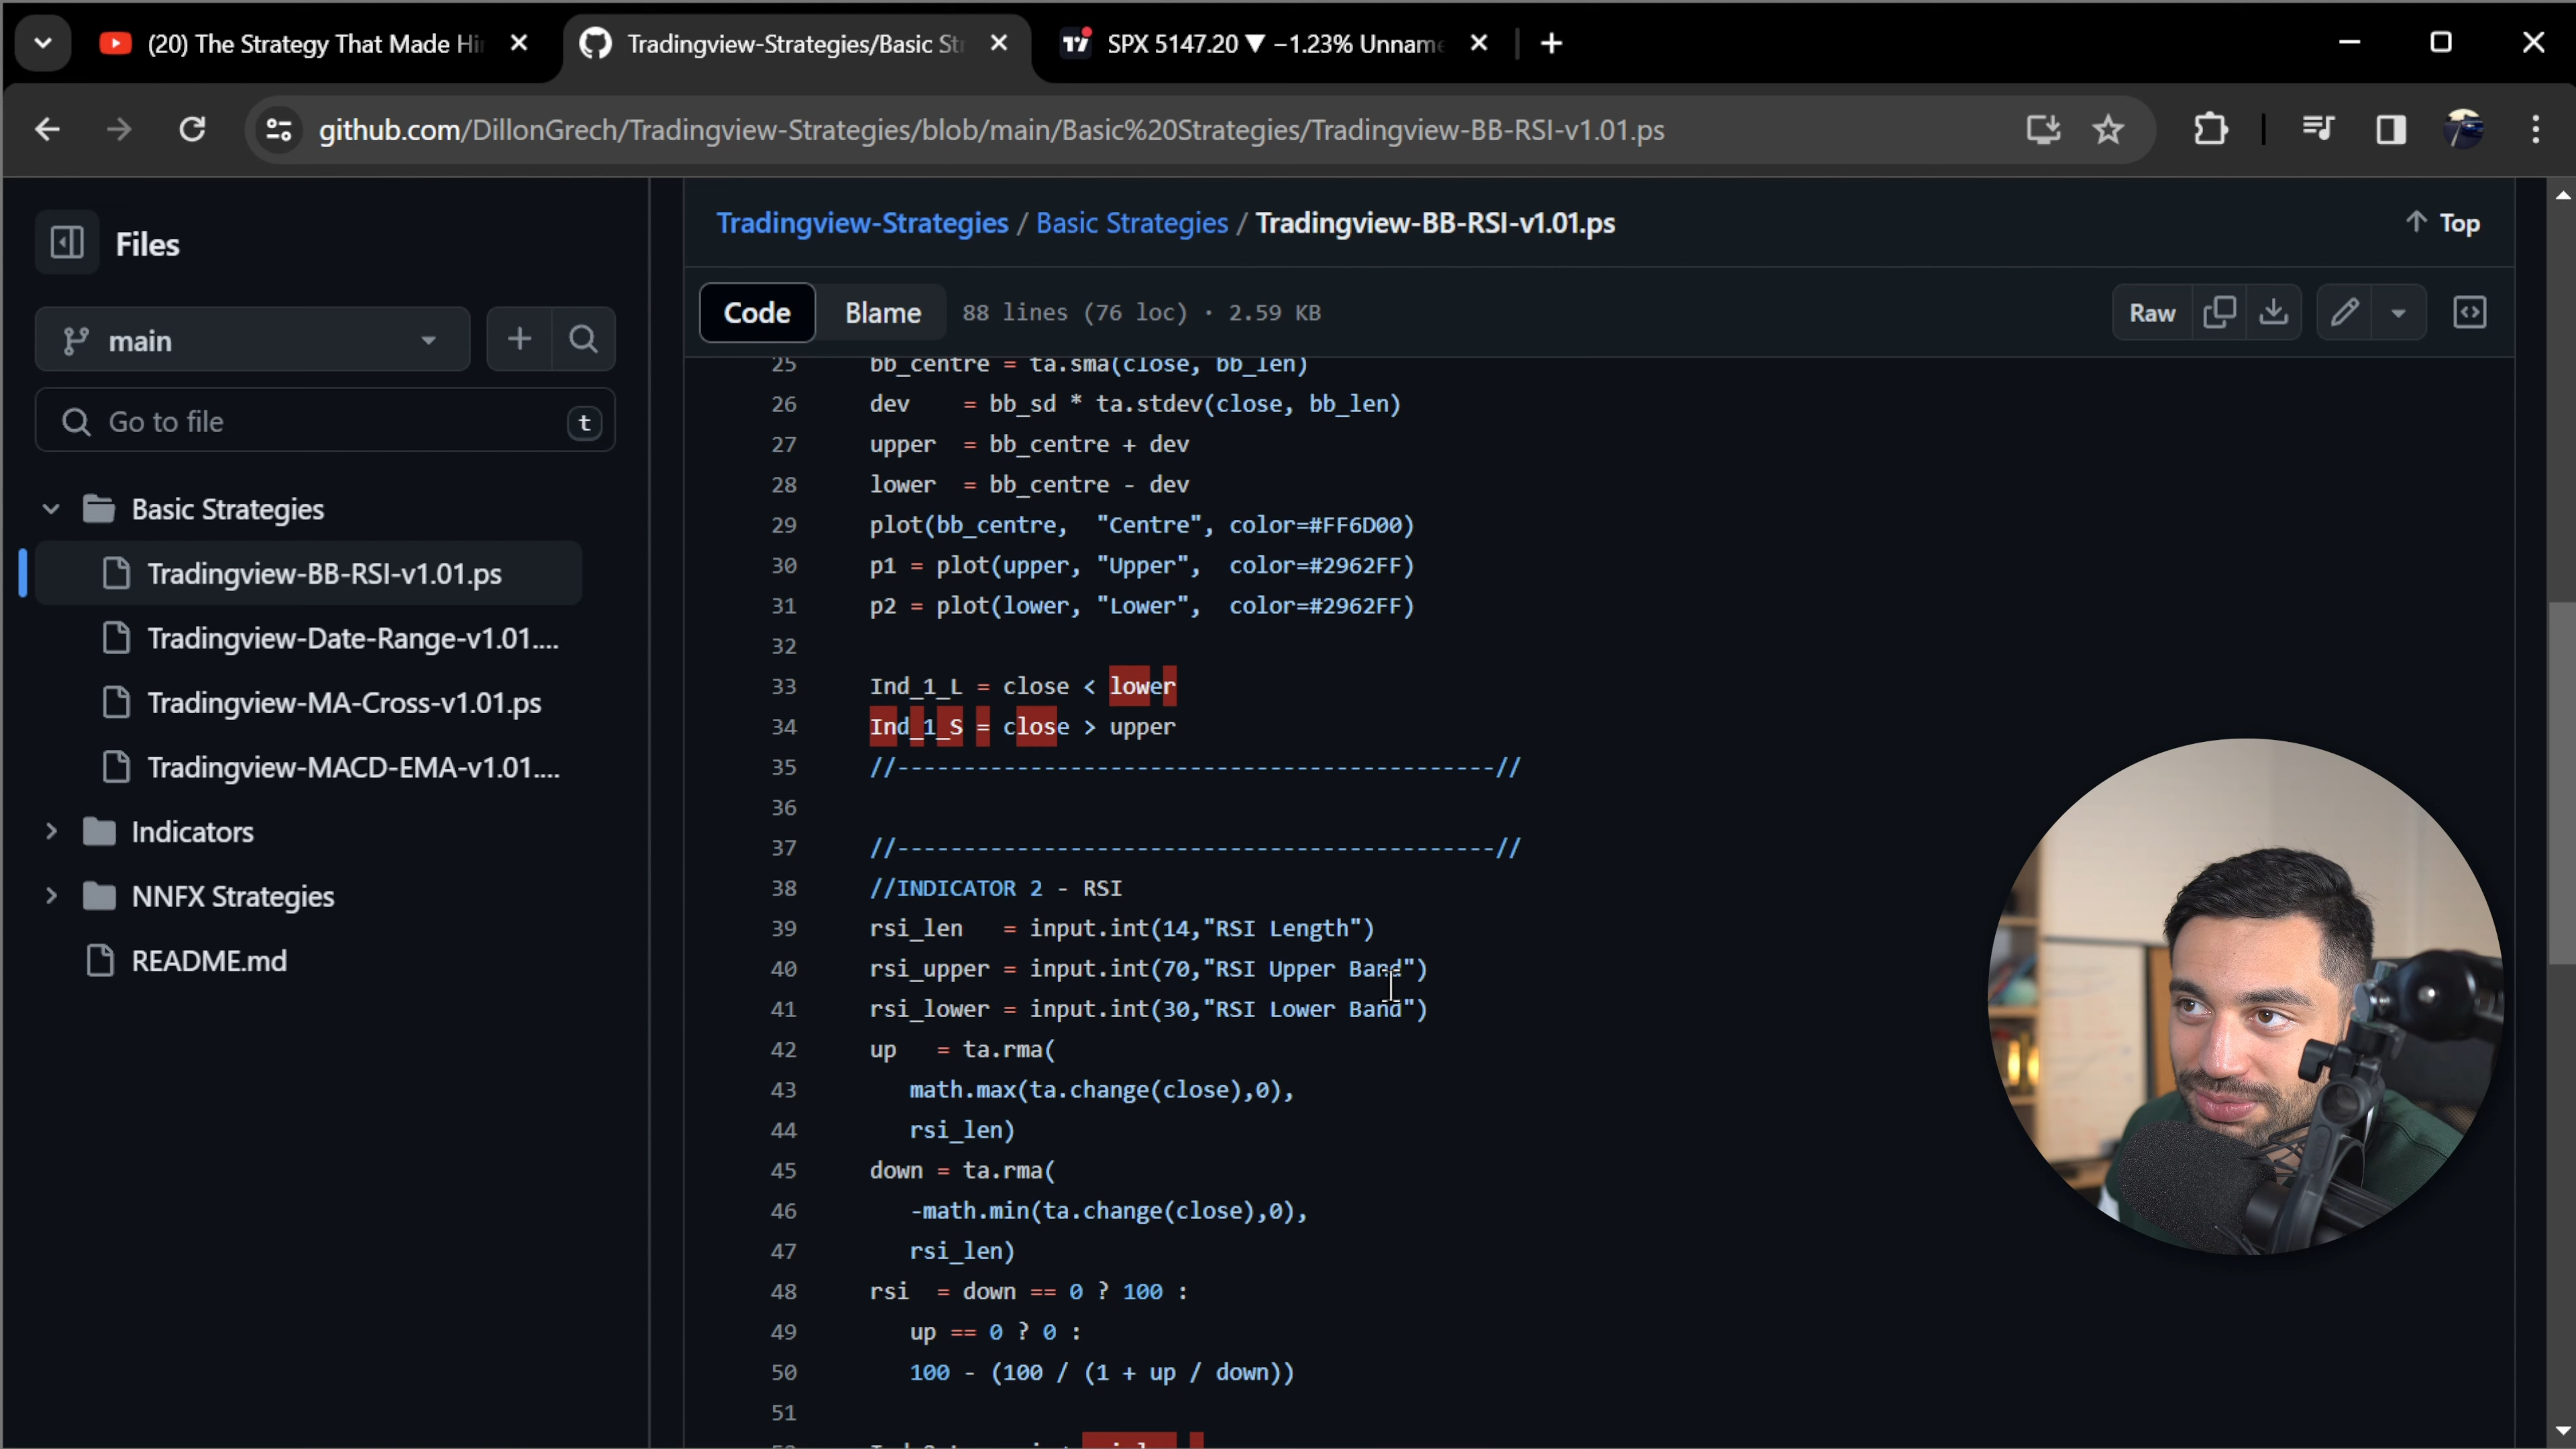 (20) The Strategy That Made Hi
Tradingview-Strategies/Basic St
SPX 5147.20 ▼ −1.23% Unname
github.com/DillonGrech/Tradingview-Strategies/blob/main/Basic%20Strategies/Tradingview-BB-RSI-v1.01.ps
Files
main
Go to file
t
Basic Strategies
Tradingview-BB-RSI-v1.01.ps
Tradingview-Date-Range-v1.01....
Tradingview-MA-Cross-v1.01.ps
Tradingview-MACD-EMA-v1.01....
Indicators
NNFX Strategies
README.md
Tradingview-Strategies / Basic Strategies / Tradingview-BB-RSI-v1.01.ps
Top
Code Blame 88 lines (76 loc) · 2.59 KB
Raw
25 bb_centre = ta.sma(close, bb_len)
26 dev = bb_sd * ta.stdev(close, bb_len)
27 upper = bb_centre + dev
28 lower = bb_centre - dev
29 plot(bb_centre, "Centre", color=#FF6D00)
30 p1 = plot(upper, "Upper", color=#2962FF)
31 p2 = plot(lower, "Lower", color=#2962FF)
32
33 Ind_1_L = close < lower
34 Ind_1_S = close > upper
35 //---------------------------------------------//
36
37 //---------------------------------------------//
38 //INDICATOR 2 - RSI
39 rsi_len = input.int(14,"RSI Length")
40 rsi_upper = input.int(70,"RSI Upper Band")
41 rsi_lower = input.int(30,"RSI Lower Band")
42 up = ta.rma(
43 math.max(ta.change(close),0),
44 rsi_len)
45 down = ta.rma(
46 -math.min(ta.change(close),0),
47 rsi_len)
48 rsi = down == 0 ? 100 :
49 up == 0 ? 0 :
50 100 - (100 / (1 + up / down))
51